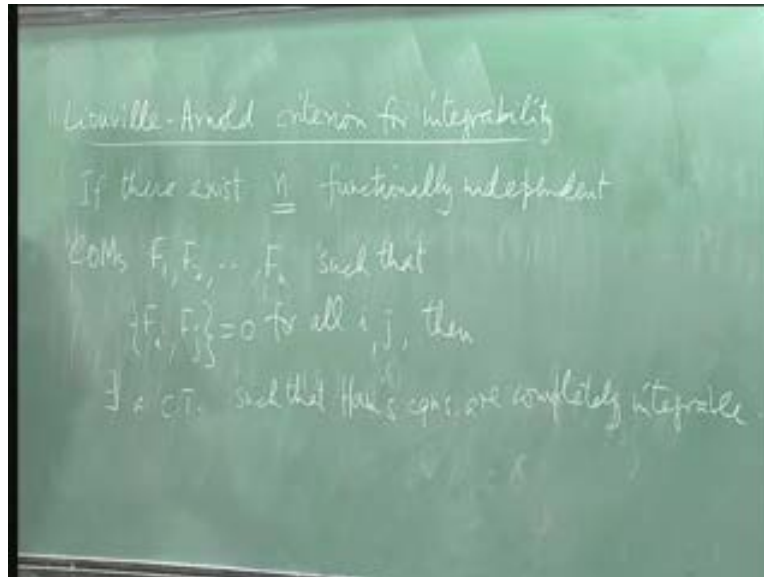 Liouville-Arnold criterion for integrability
If there exist n functionally independent
COMs F₁, F₂, ..., Fₙ such that
{Fᵢ, Fⱼ} = 0 for all i, j, then
∃ a CT. such that Ham's eqns. are completely integrable.